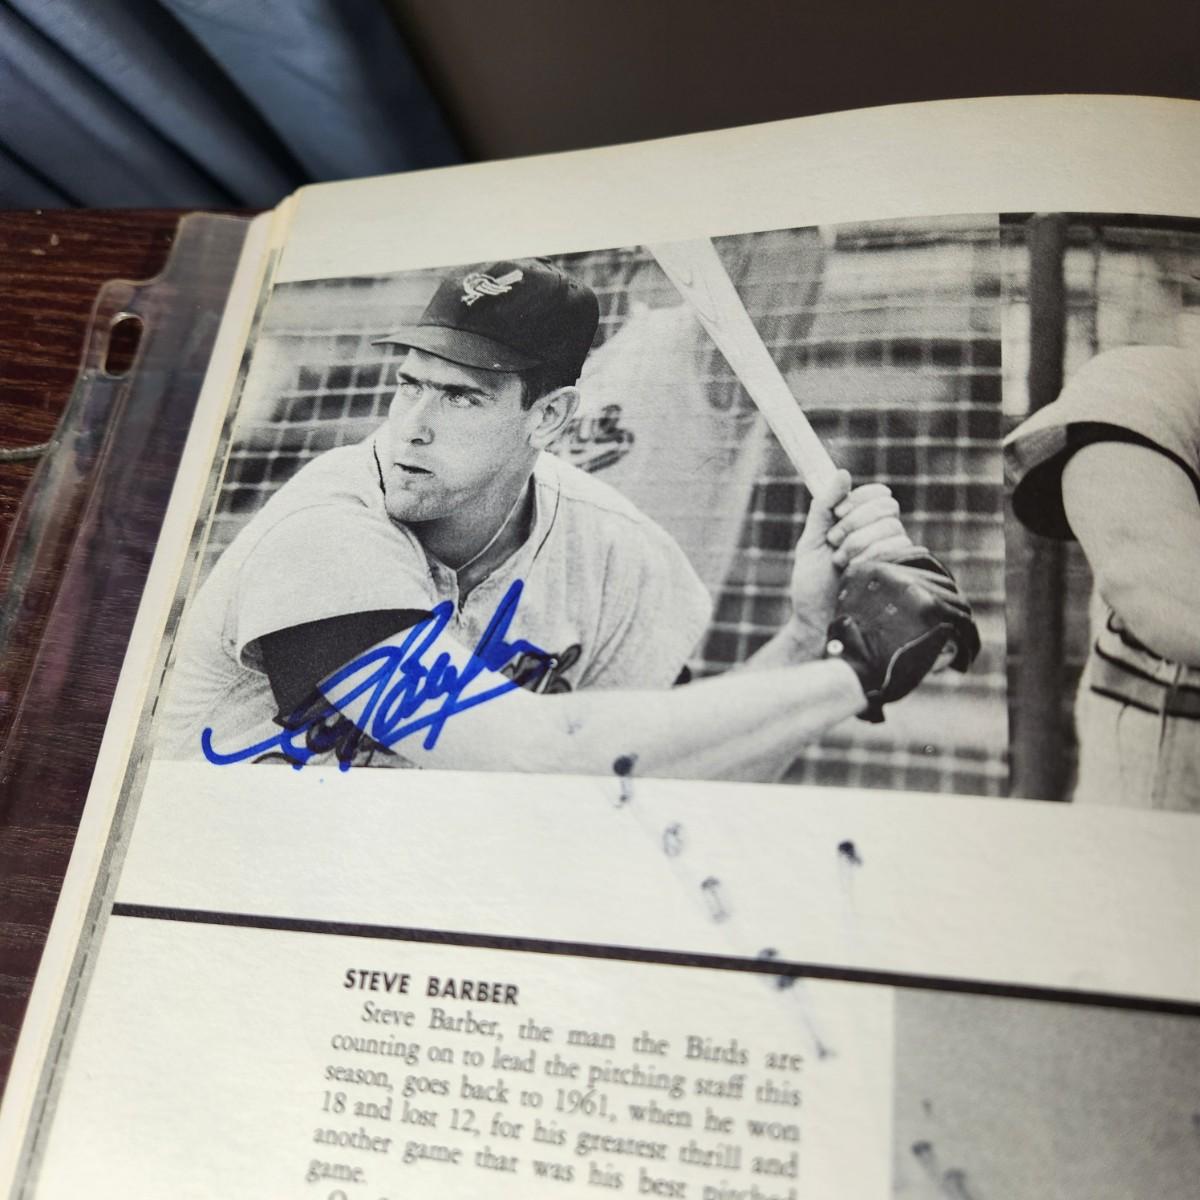 STEVE BARBER
Steve Barber, the man the Birds are
counting on to lead the pitching staff this
season, goes back to 1961, when he won
18 and lost 12, for his greatest thrill and
another game that was his best pitched
game.